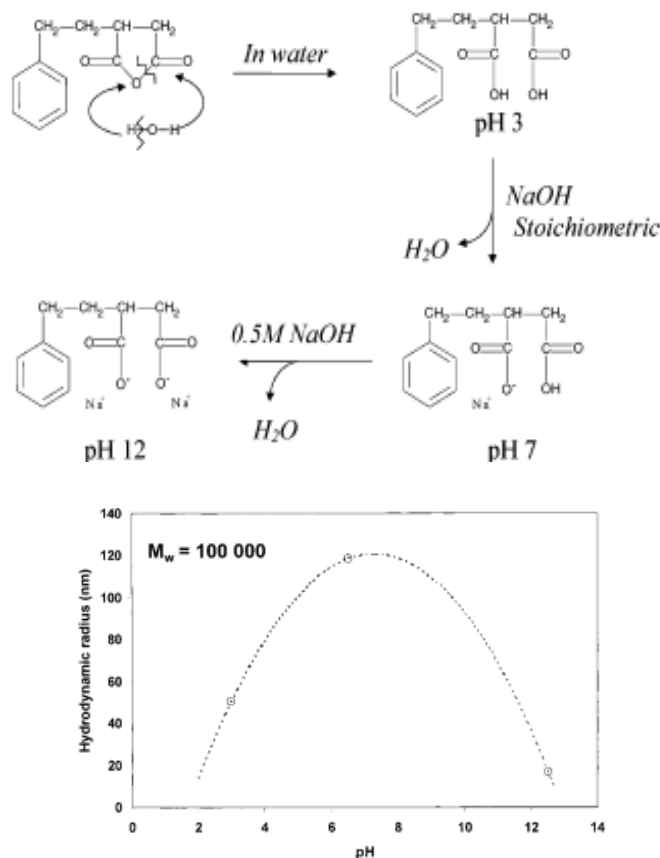 CH₂—CH₂—CH—CH₂
O=C C=O
O
H—O—H
In water
CH₂—CH₂—CH—CH₂
O=C C=O
OH OH
pH 3
NaOH
Stoichiometric
H₂O
CH₂—CH₂—CH—CH₂
O=C C=O
O⁻ O⁻
Na⁺ Na⁺
pH 12
0.5M NaOH
H₂O
CH₂—CH₂—CH—CH₂
O=C C=O
O⁻ OH
Na⁺
pH 7
Mw = 100 000
Hydrodynamic radius (nm)
140
120
100
80
60
40
20
0
0 2 4 6 8 10 12 14
pH